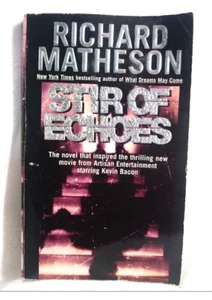 RICHARD
MATHESON
New York Times bestselling author of What Dreams May Come
STIR OF
ECHOES
The novel that inspired the thrilling new
movie from Artisan Entertainment
starring Kevin Bacon